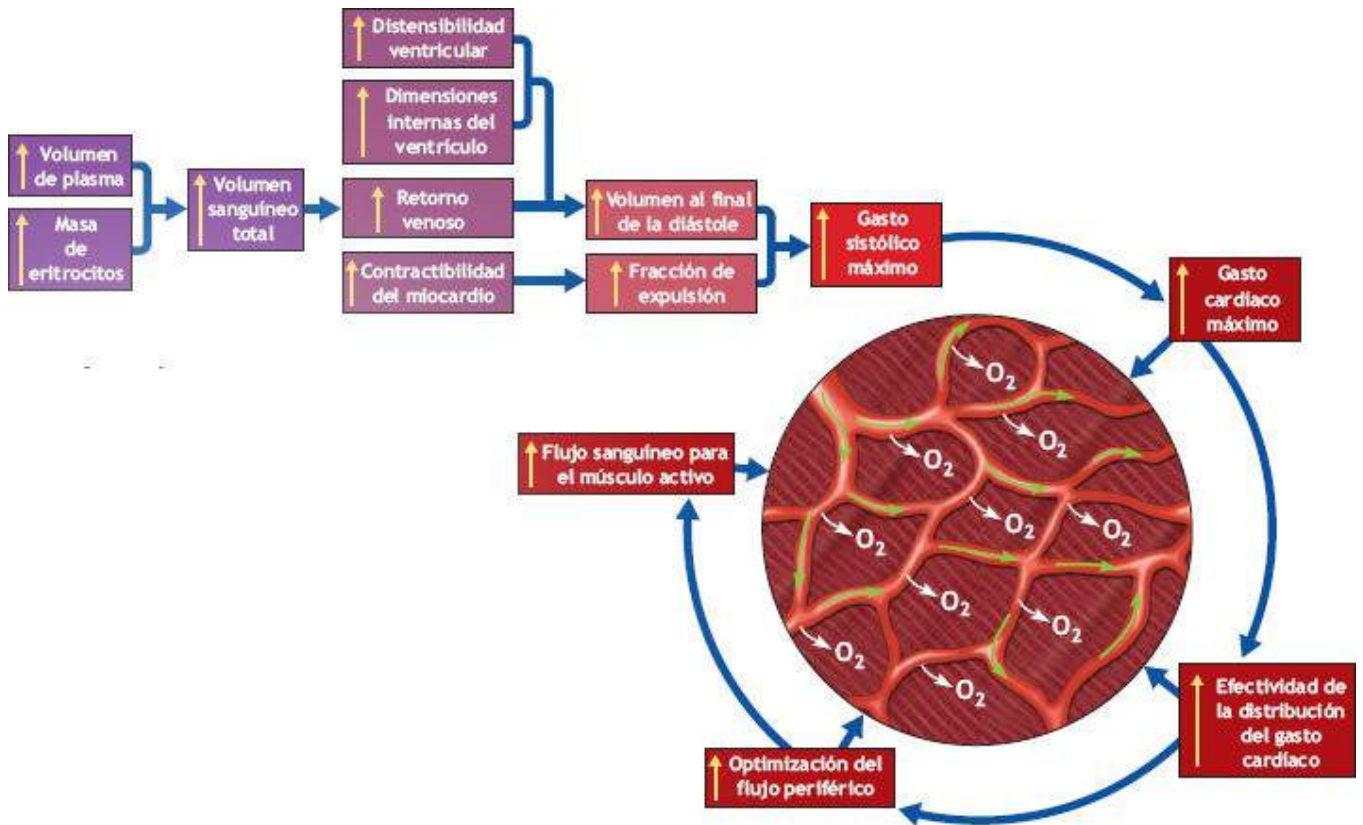 Distensibilidad
ventricular
Dimensiones
internas del
ventrículo
Volumen
de plasma
Masa
de
eritrocitos
Volumen
sanguíneo
total
Retorno
venoso
Contractibilidad
del miocardio
Volumen al final
de la diástole
Fracción de
expulsión
Gasto
sistólico
máximo
Gasto
cardíaco
máximo
Flujo sanguíneo para
el músculo activo
O2
O2
O2
O2
O2
O2
O2
O2
O2
O2
Efectividad de
la distribución
del gasto
cardíaco
Optimización del
flujo periférico